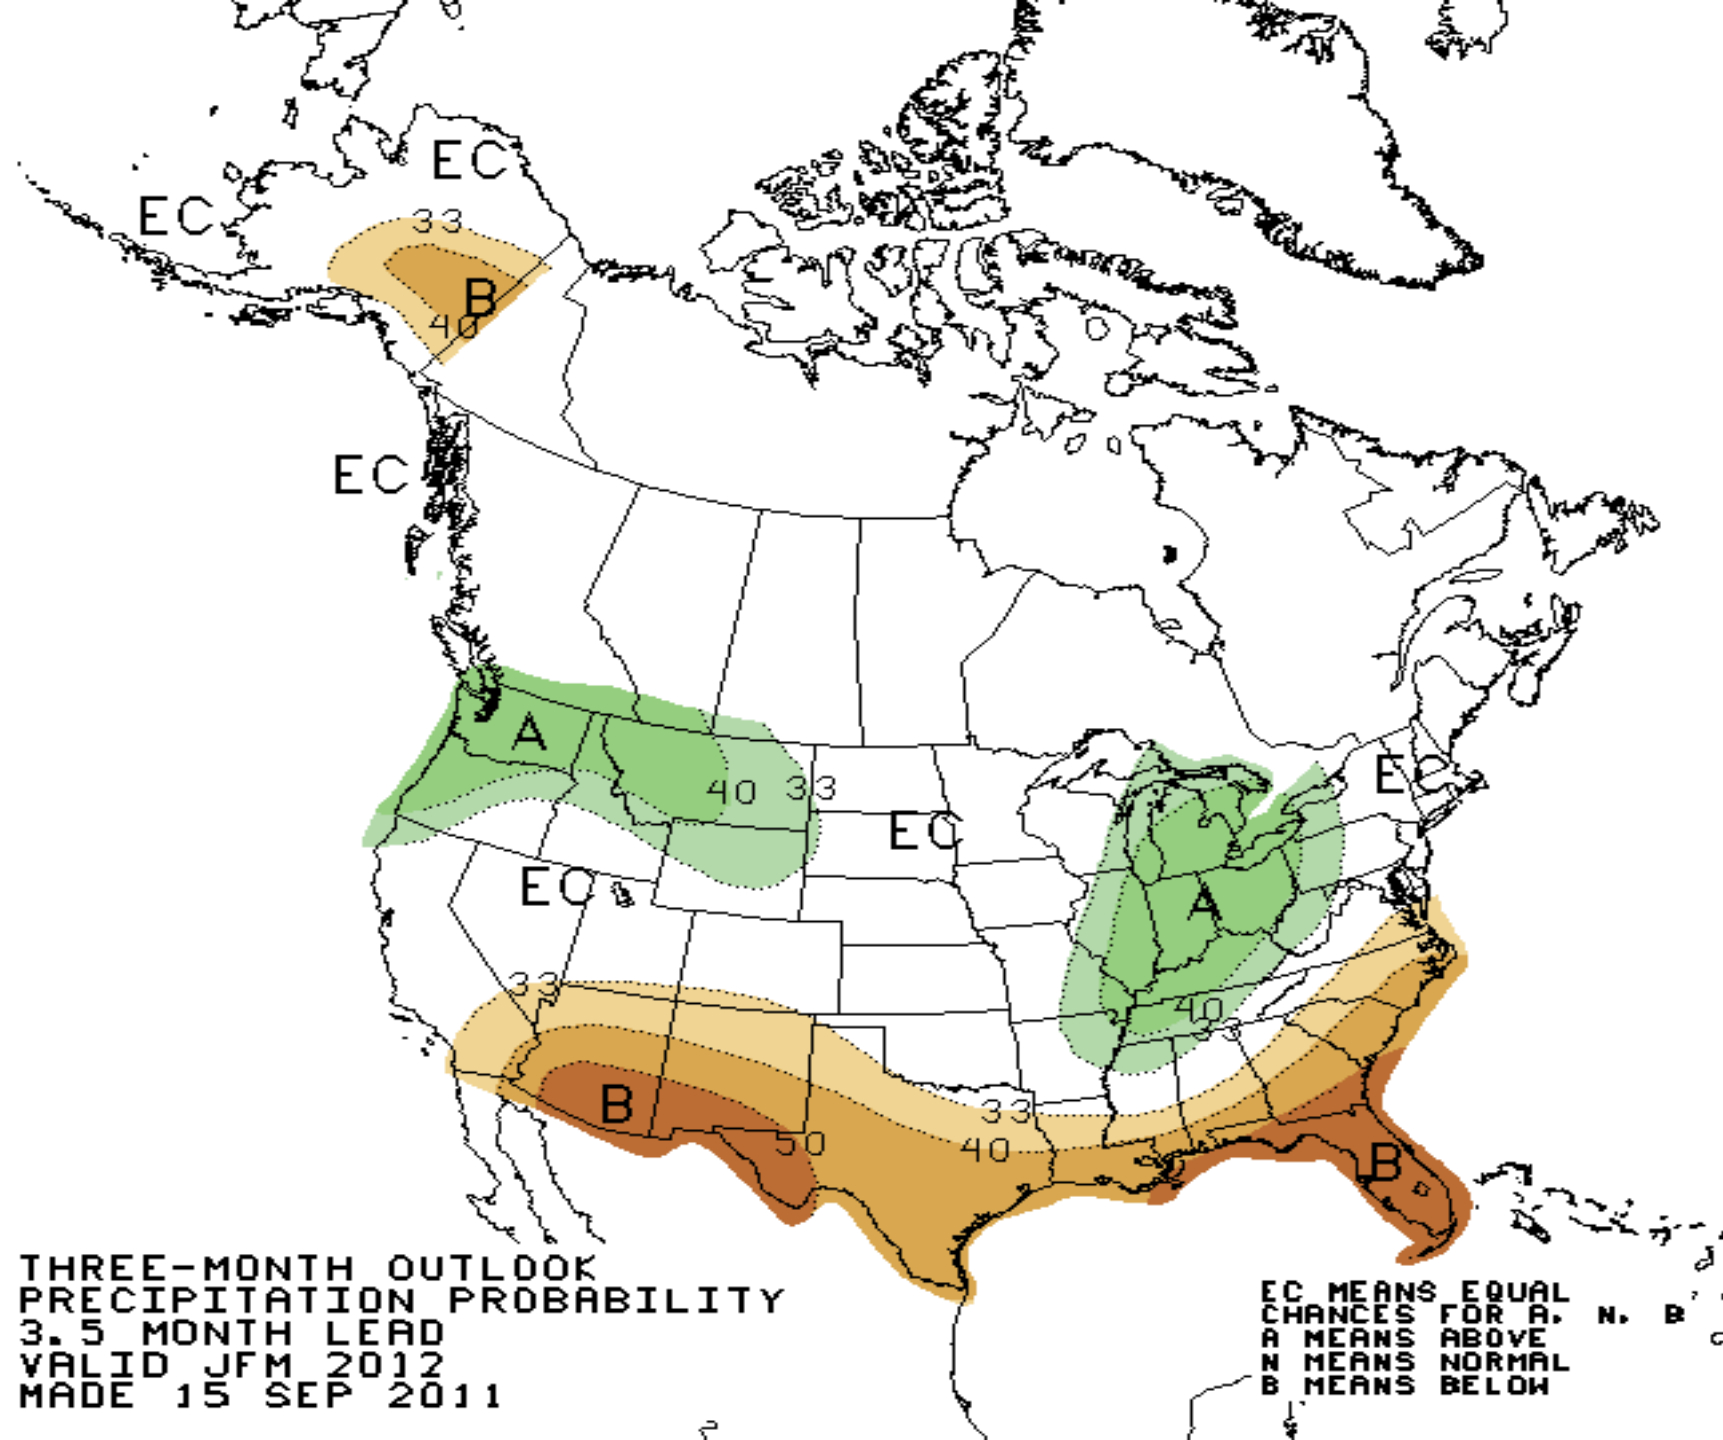 EC
EC
33
B
40
EC
A
40
33
EC
EC
EC
A
33
40
B
33
50
40
B
THREE-MONTH OUTLOOK
PRECIPITATION PROBABILITY
3.5 MONTH LEAD
VALID JFM 2012
MADE 15 SEP 2011
EC MEANS EQUAL
CHANCES FOR A, N, B
A MEANS ABOVE
N MEANS NORMAL
B MEANS BELOW